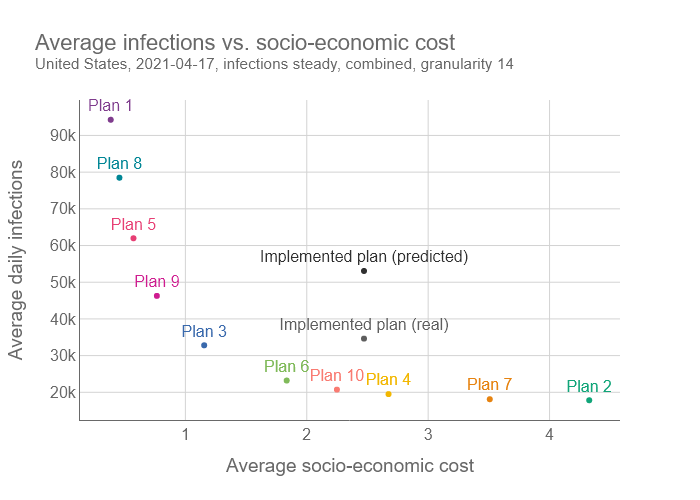 Average infections vs. socio-economic cost
United States, 2021-04-17, infections steady, combined, granularity 14
Plan 1
90k
80k
Plan 8
70k
Plan 5
60k
Implemented plan (predicted)
50k
Plan 9
40k
Implemented plan (real)
Plan 3
30k
Plan 6
Plan 10
Plan 4
Plan 7
Plan 2
20k
1
2
3
4
Average daily infections
Average socio-economic cost